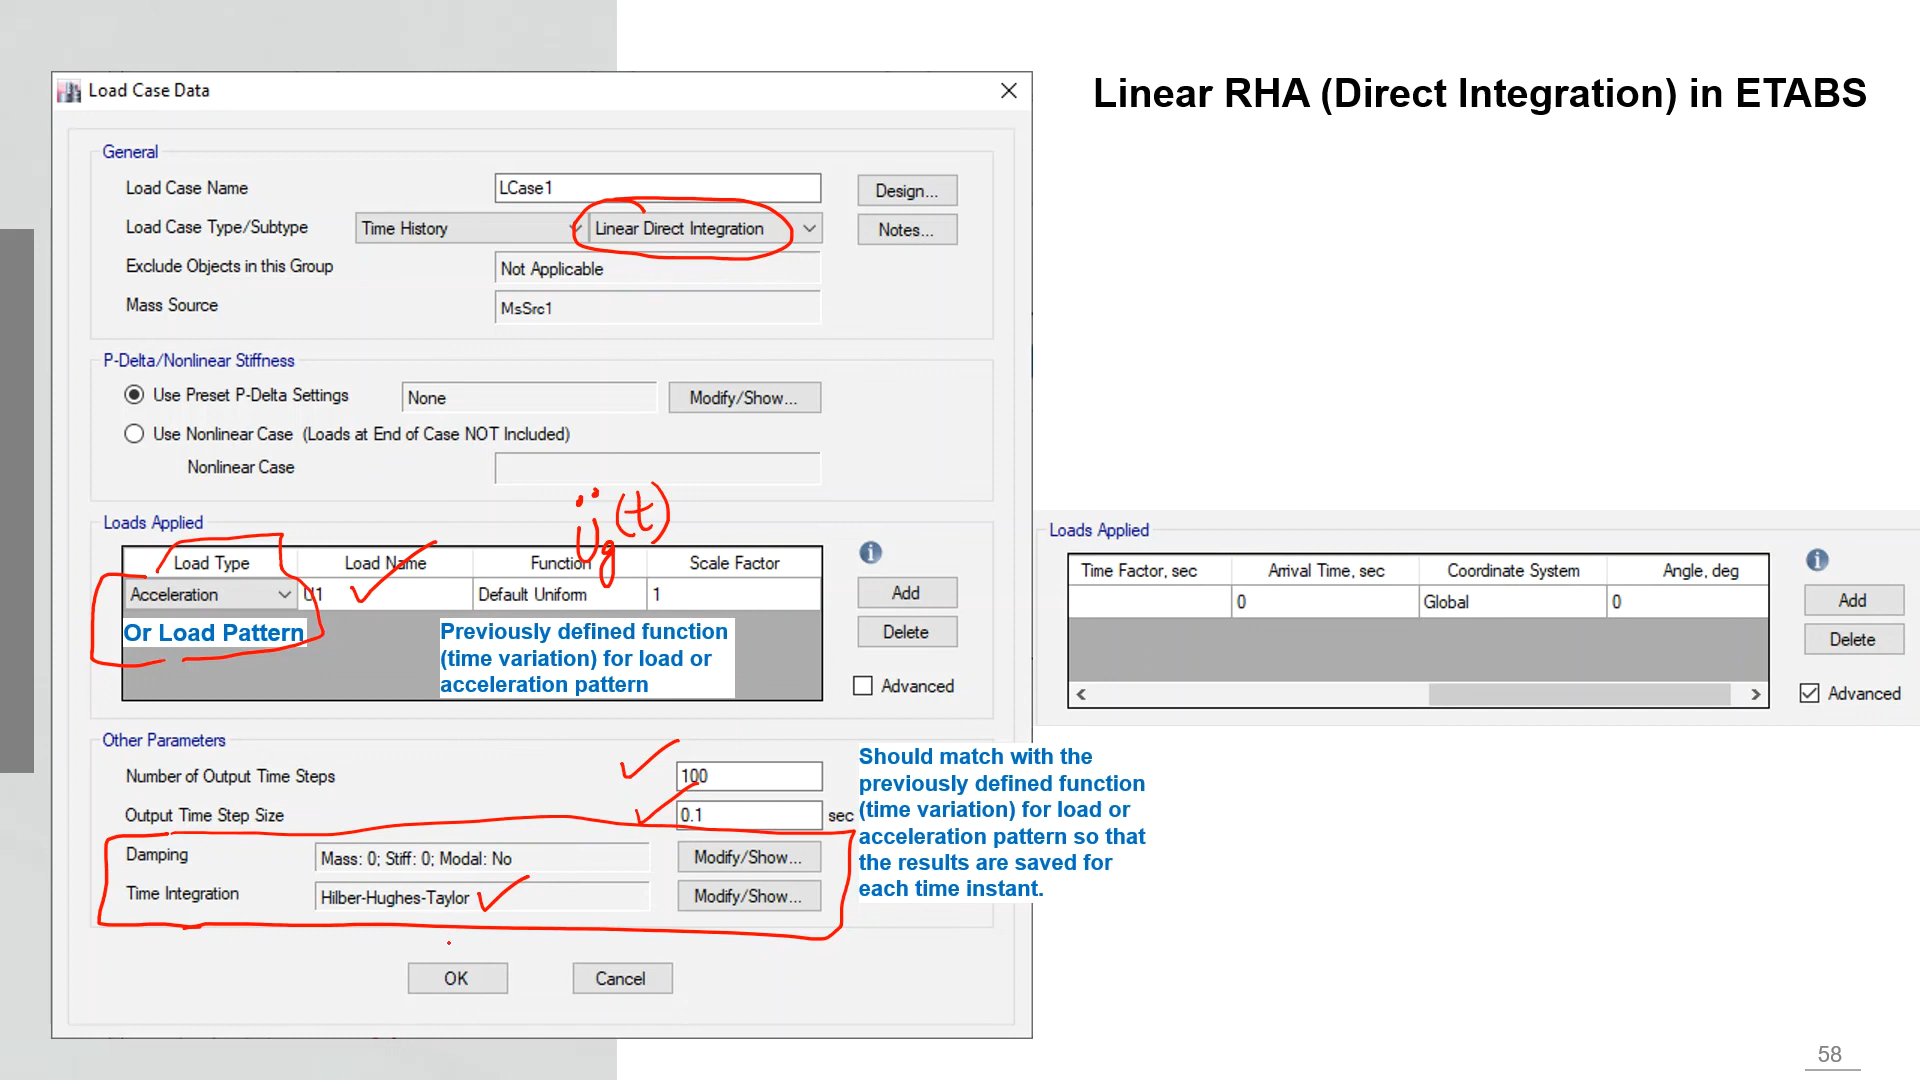 Linear RHA (Direct Integration) in ETABS
Load Case Data
General
Load Case Name LCase1 Design...
Load Case Type/Subtype Time History Linear Direct Integration Notes...
Exclude Objects in this Group Not Applicable
Mass Source MsSrc1
P-Delta/Nonlinear Stiffness
Use Preset P-Delta Settings None Modify/Show...
Use Nonlinear Case (Loads at End of Case NOT Included)
Nonlinear Case
üg(t)
Loads Applied
Load Type Load Name Function Scale Factor
Acceleration U1 Default Uniform 1 Add
Or Load Pattern
Previously defined function
(time variation) for load or
acceleration pattern
Delete
Advanced
Loads Applied
Time Factor, sec Arrival Time, sec Coordinate System Angle, deg
0 Global 0 Add
Delete
Advanced
Other Parameters
Number of Output Time Steps 100
Output Time Step Size 0.1 sec
Damping Mass: 0; Stiff: 0; Modal: No Modify/Show...
Time Integration Hilber-Hughes-Taylor Modify/Show...
Should match with the
previously defined function
(time variation) for load or
acceleration pattern so that
the results are saved for
each time instant.
OK Cancel
58